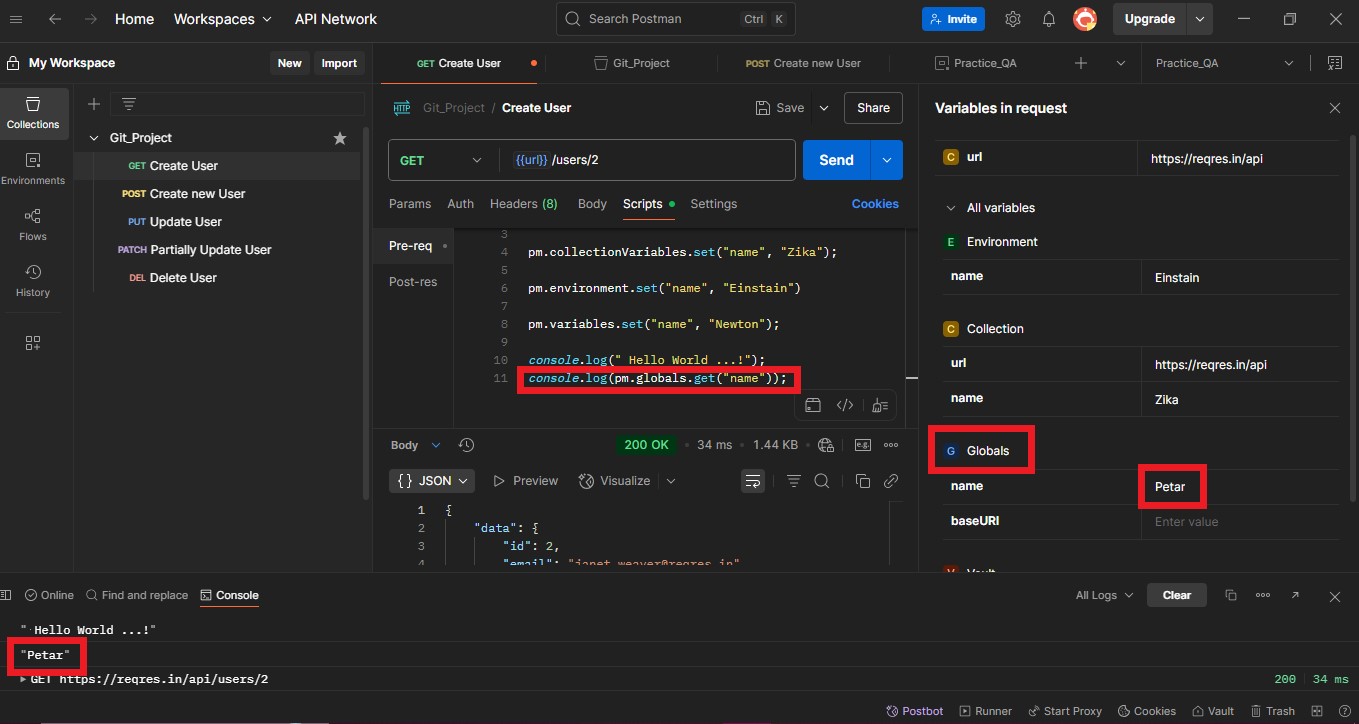 Home Workspaces API Network Search Postman Ctrl K Invite Upgrade
My Workspace New Import GET Create User Git_Project POST Create new User Practice_QA Practice_QA
Collections
Environments
Flows
History
Git_Project
GET Create User
POST Create new User
PUT Update User
PATCH Partially Update User
DEL Delete User
HTTP Git_Project / Create User Save Share
GET {{url}} /users/2 Send
Params Auth Headers (8) Body Scripts Settings Cookies
Pre-req
Post-res
3
4 pm.collectionVariables.set("name", "Zika");
5
6 pm.environment.set("name", "Einstain")
7
8 pm.variables.set("name", "Newton");
9
10 console.log(" Hello World ...!");
11 console.log(pm.globals.get("name"));
Body 200 OK 34 ms 1.44 KB e.g.
{} JSON Preview Visualize
1 {
2 "data": {
3 "id": 2,
4 "email": "janet.weaver@reqres.in"
Variables in request
C url https://reqres.in/api
All variables
E Environment
name Einstain
C Collection
url https://reqres.in/api
name Zika
G Globals
name Petar
baseURI Enter value
V Vault
Online Find and replace Console All Logs Clear
" Hello World ...!"
"Petar"
GET https://reqres.in/api/users/2 200 34 ms
Postbot Runner Start Proxy Cookies Vault Trash